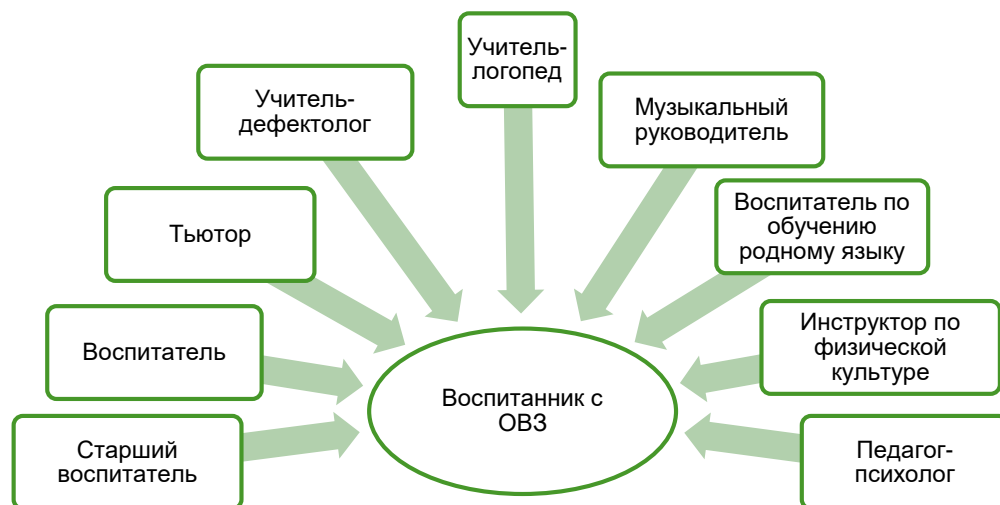 Учитель-
логопед
Учитель-
дефектолог
Музыкальный
руководитель
Тьютор
Воспитатель по
обучению
родному языку
Воспитатель
Инструктор по
физической
культуре
Воспитанник с
ОВЗ
Старший
воспитатель
Педагог-
психолог